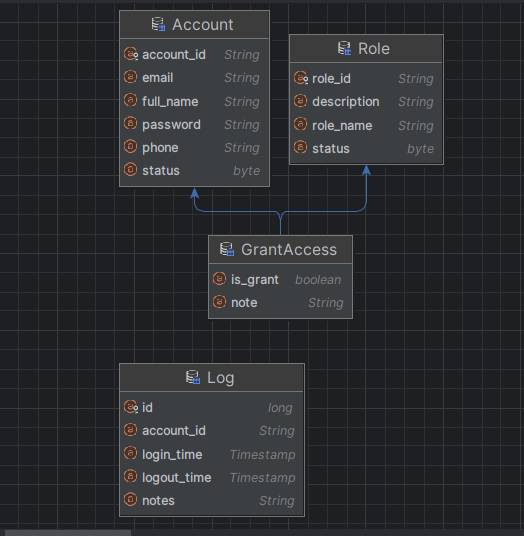 Account
account_id String
email String
full_name String
password String
phone String
status byte
Role
role_id String
description String
role_name String
status byte
GrantAccess
is_grant boolean
note String
Log
id long
account_id String
login_time Timestamp
logout_time Timestamp
notes String